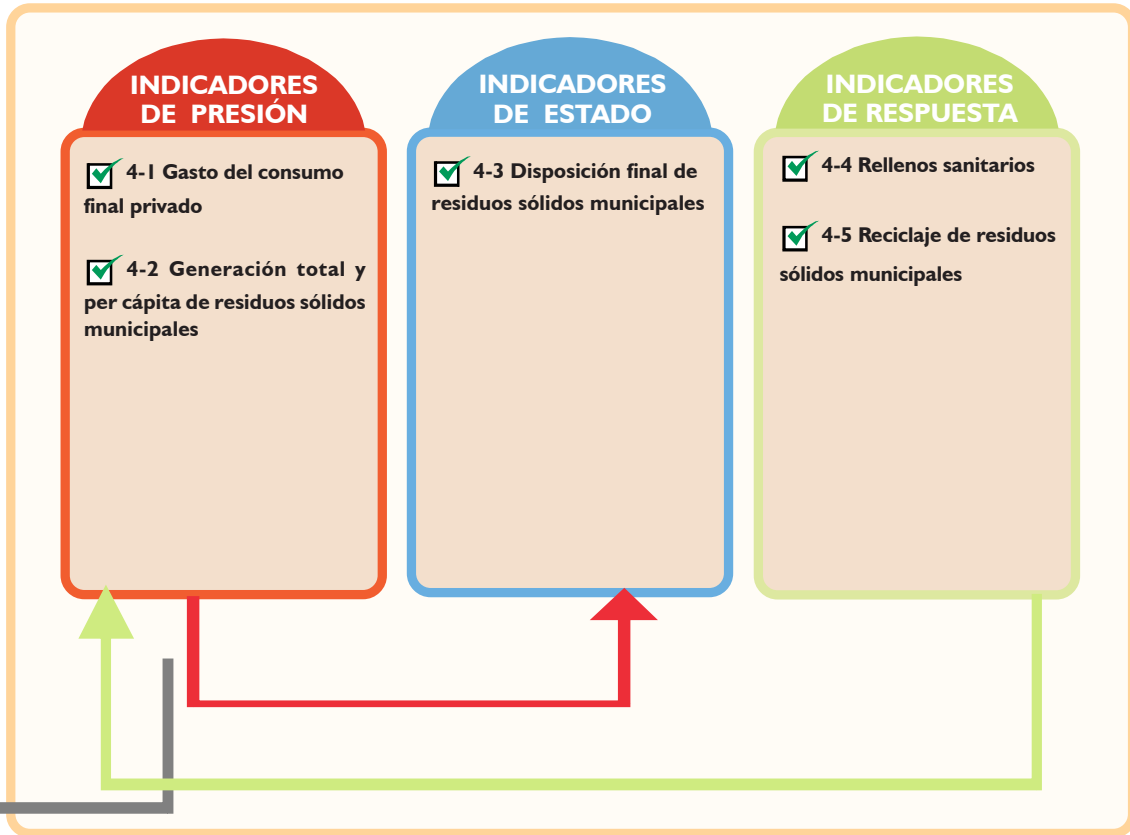 INDICADORES
DE PRESIÓN
4-1 Gasto del consumo
final privado
4-2 Generación total y
per cápita de residuos sólidos
municipales
INDICADORES
DE ESTADO
4-3 Disposición final de
residuos sólidos municipales
INDICADORES
DE RESPUESTA
4-4 Rellenos sanitarios
4-5 Reciclaje de residuos
sólidos municipales